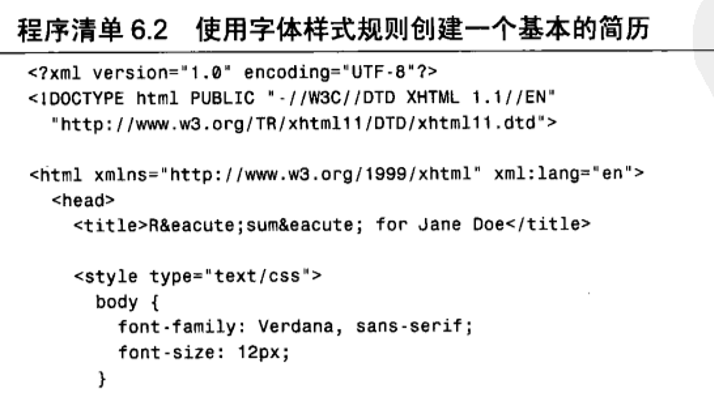 程序清单 6.2 使用字体样式规则创建一个基本的简历
<?xml version="1.0" encoding="UTF-8"?>
<!DOCTYPE html PUBLIC "-//W3C//DTD XHTML 1.1//EN"
"http://www.w3.org/TR/xhtml11/DTD/xhtml11.dtd">
<html xmlns="http://www.w3.org/1999/xhtml" xml:lang="en">
<head>
<title>R&eacute;sum&eacute; for Jane Doe</title>
<style type="text/css">
body {
font-family: Verdana, sans-serif;
font-size: 12px;
}